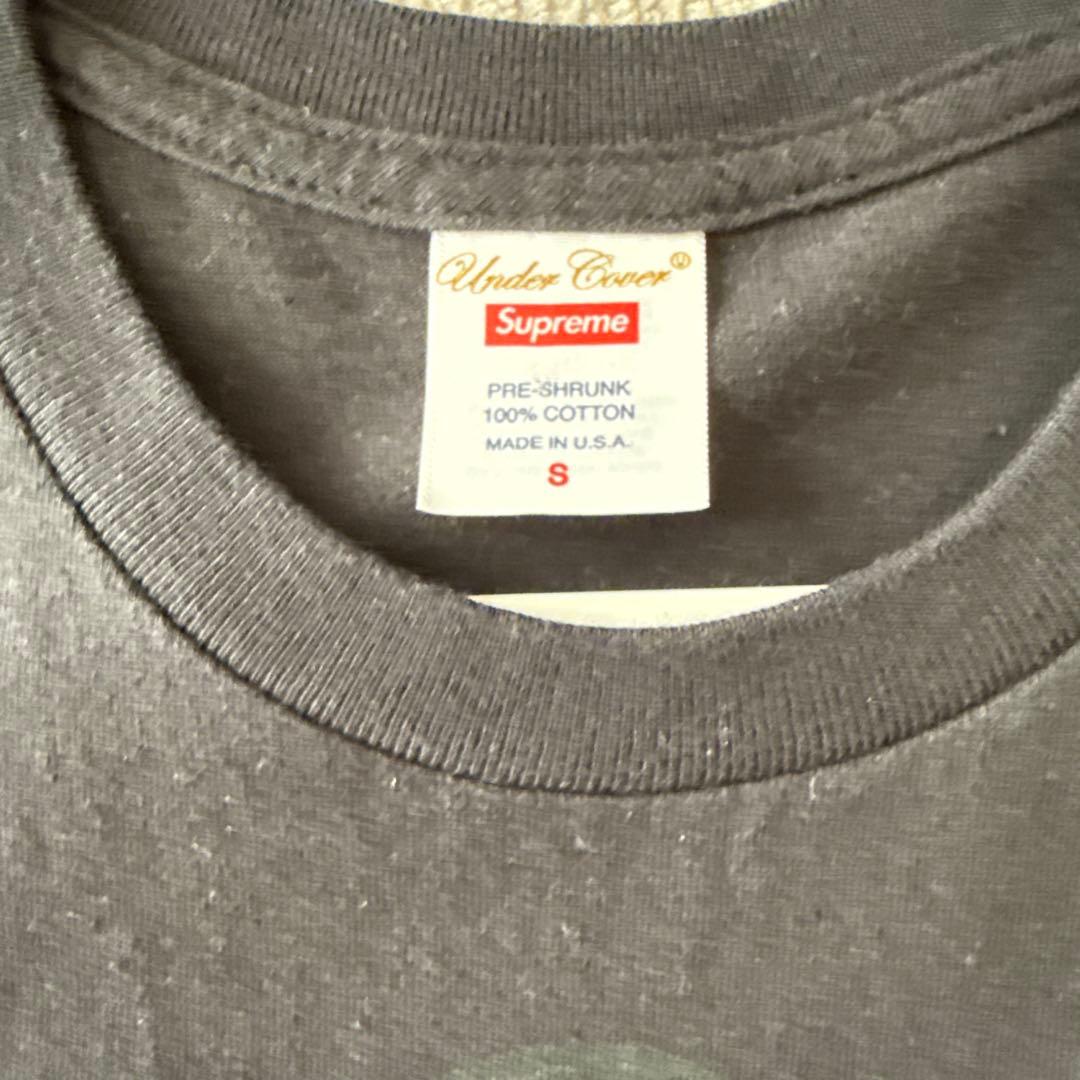 Under Cover
Supreme
PRE-SHRUNK
100% COTTON
MADE IN U.S.A.
S